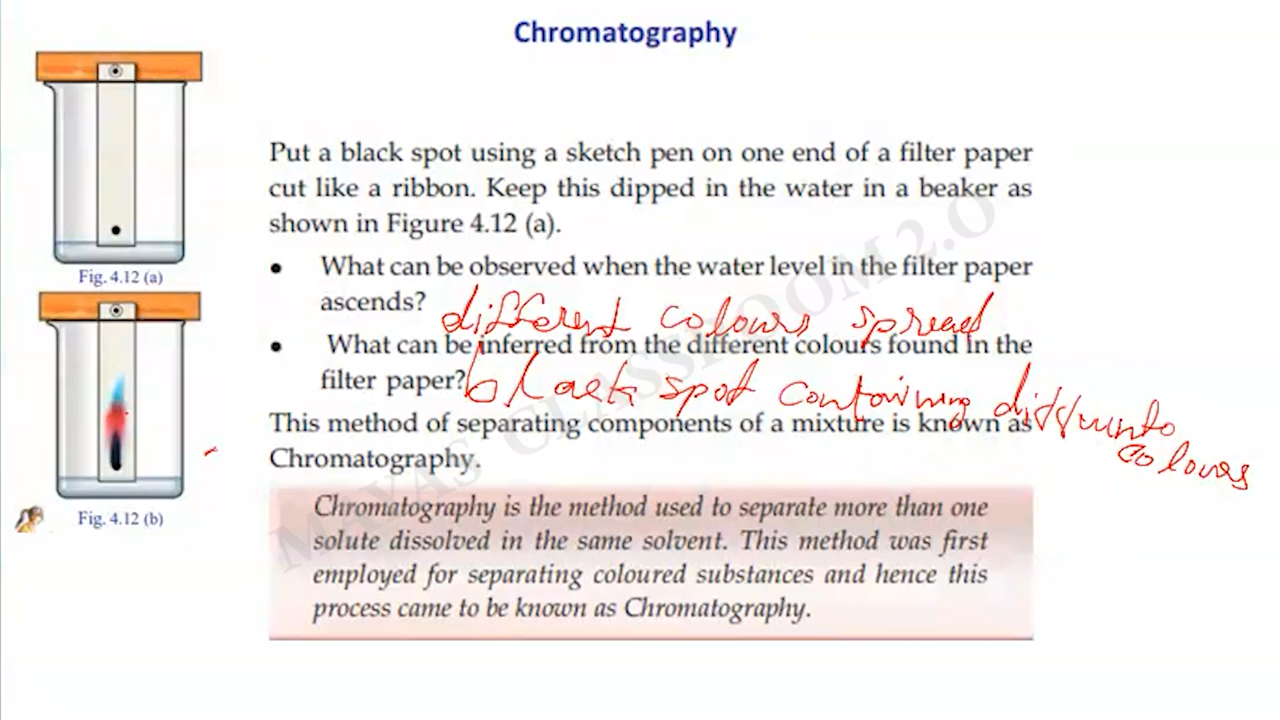 Chromatography
Put a black spot using a sketch pen on one end of a filter paper
cut like a ribbon. Keep this dipped in the water in a beaker as
shown in Figure 4.12 (a).
• What can be observed when the water level in the filter paper
ascends? different colours spread
• What can be inferred from the different colours found in the
filter paper? black spot containing
colours
This method of separating components of a mixture is known as
Chromatography.
Chromatography is the method used to separate more than one
solute dissolved in the same solvent. This method was first
employed for separating coloured substances and hence this
process came to be known as Chromatography.
Fig. 4.12 (a)
Fig. 4.12 (b)
MAYAS CLASSROOM 2.O